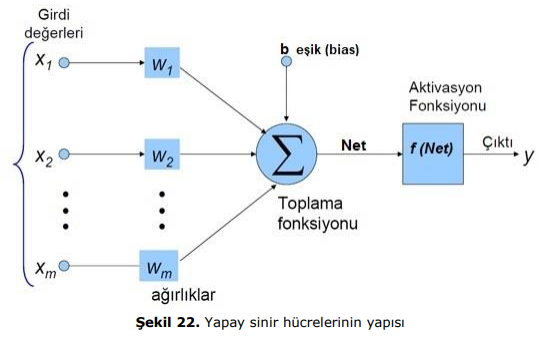 Girdi
değerleri
x1
w1
b eşik (bias)
Aktivasyon
Fonksiyonu
x2
w2
Σ
Net
f (Net)
Çıktı
y
Toplama
fonksiyonu
xm
wm
ağırlıklar
Şekil 22. Yapay sinir hücrelerinin yapısı